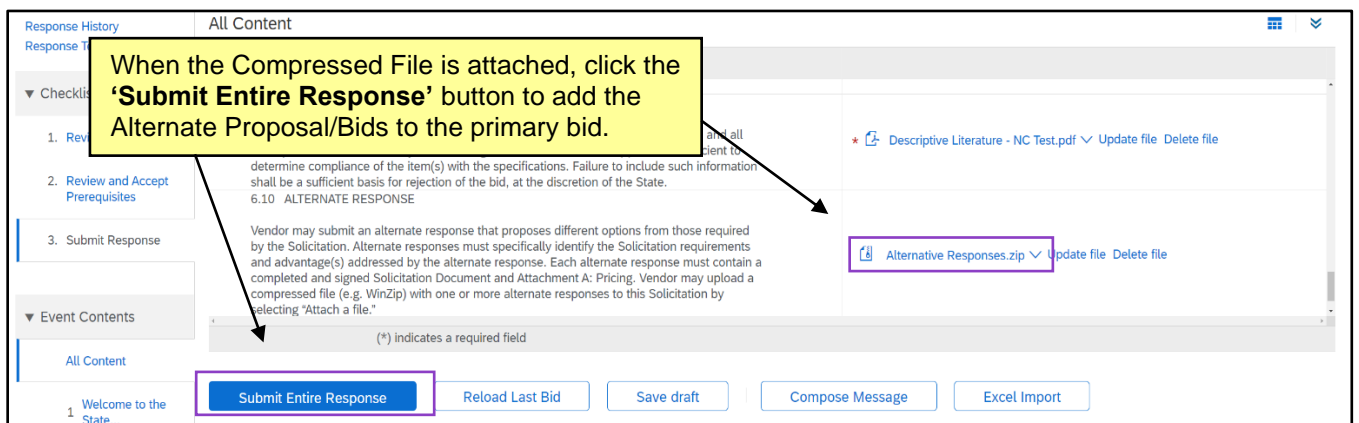 Response History
All Content
Response T
When the Compressed File is attached, click the
‘Submit Entire Response’ button to add the
Alternate Proposal/Bids to the primary bid.
▼ Checklis
1. Revi
and all
cient to
determine compliance of the item(s) with the specifications. Failure to include such information
shall be a sufficient basis for rejection of the bid, at the discretion of the State.
* Descriptive Literature - NC Test.pdf Update file Delete file
2. Review and Accept
Prerequisites
3. Submit Response
6.10 ALTERNATE RESPONSE
Vendor may submit an alternate response that proposes different options from those required
by the Solicitation. Alternate responses must specifically identify the Solicitation requirements
and advantage(s) addressed by the alternate response. Each alternate response must contain a
completed and signed Solicitation Document and Attachment A: Pricing. Vendor may upload a
compressed file (e.g. WinZip) with one or more alternate responses to this Solicitation by
selecting “Attach a file.”
Alternative Responses.zip Update file Delete file
▼ Event Contents
(*) indicates a required field
All Content
1 Welcome to the
State...
Submit Entire Response
Reload Last Bid
Save draft
Compose Message
Excel Import